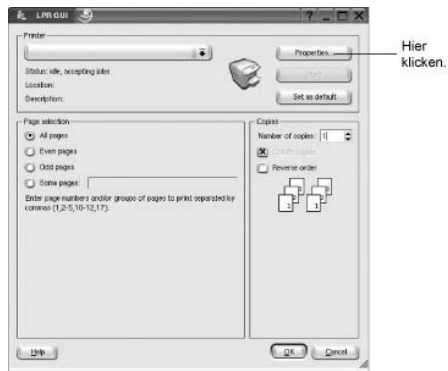 LPR GUI
Printer
Properties...
Hier
klicken.
Status: idle, accepting jobs
Location:
Description:
Set as default
Page selection
All pages
Even pages
Odd pages
Some pages:
Enter page numbers and/or groups of pages to print separated by
commas (1,2-5,10-12,17).
Copies
Number of copies: 1
Reverse order
Help
OK
Cancel